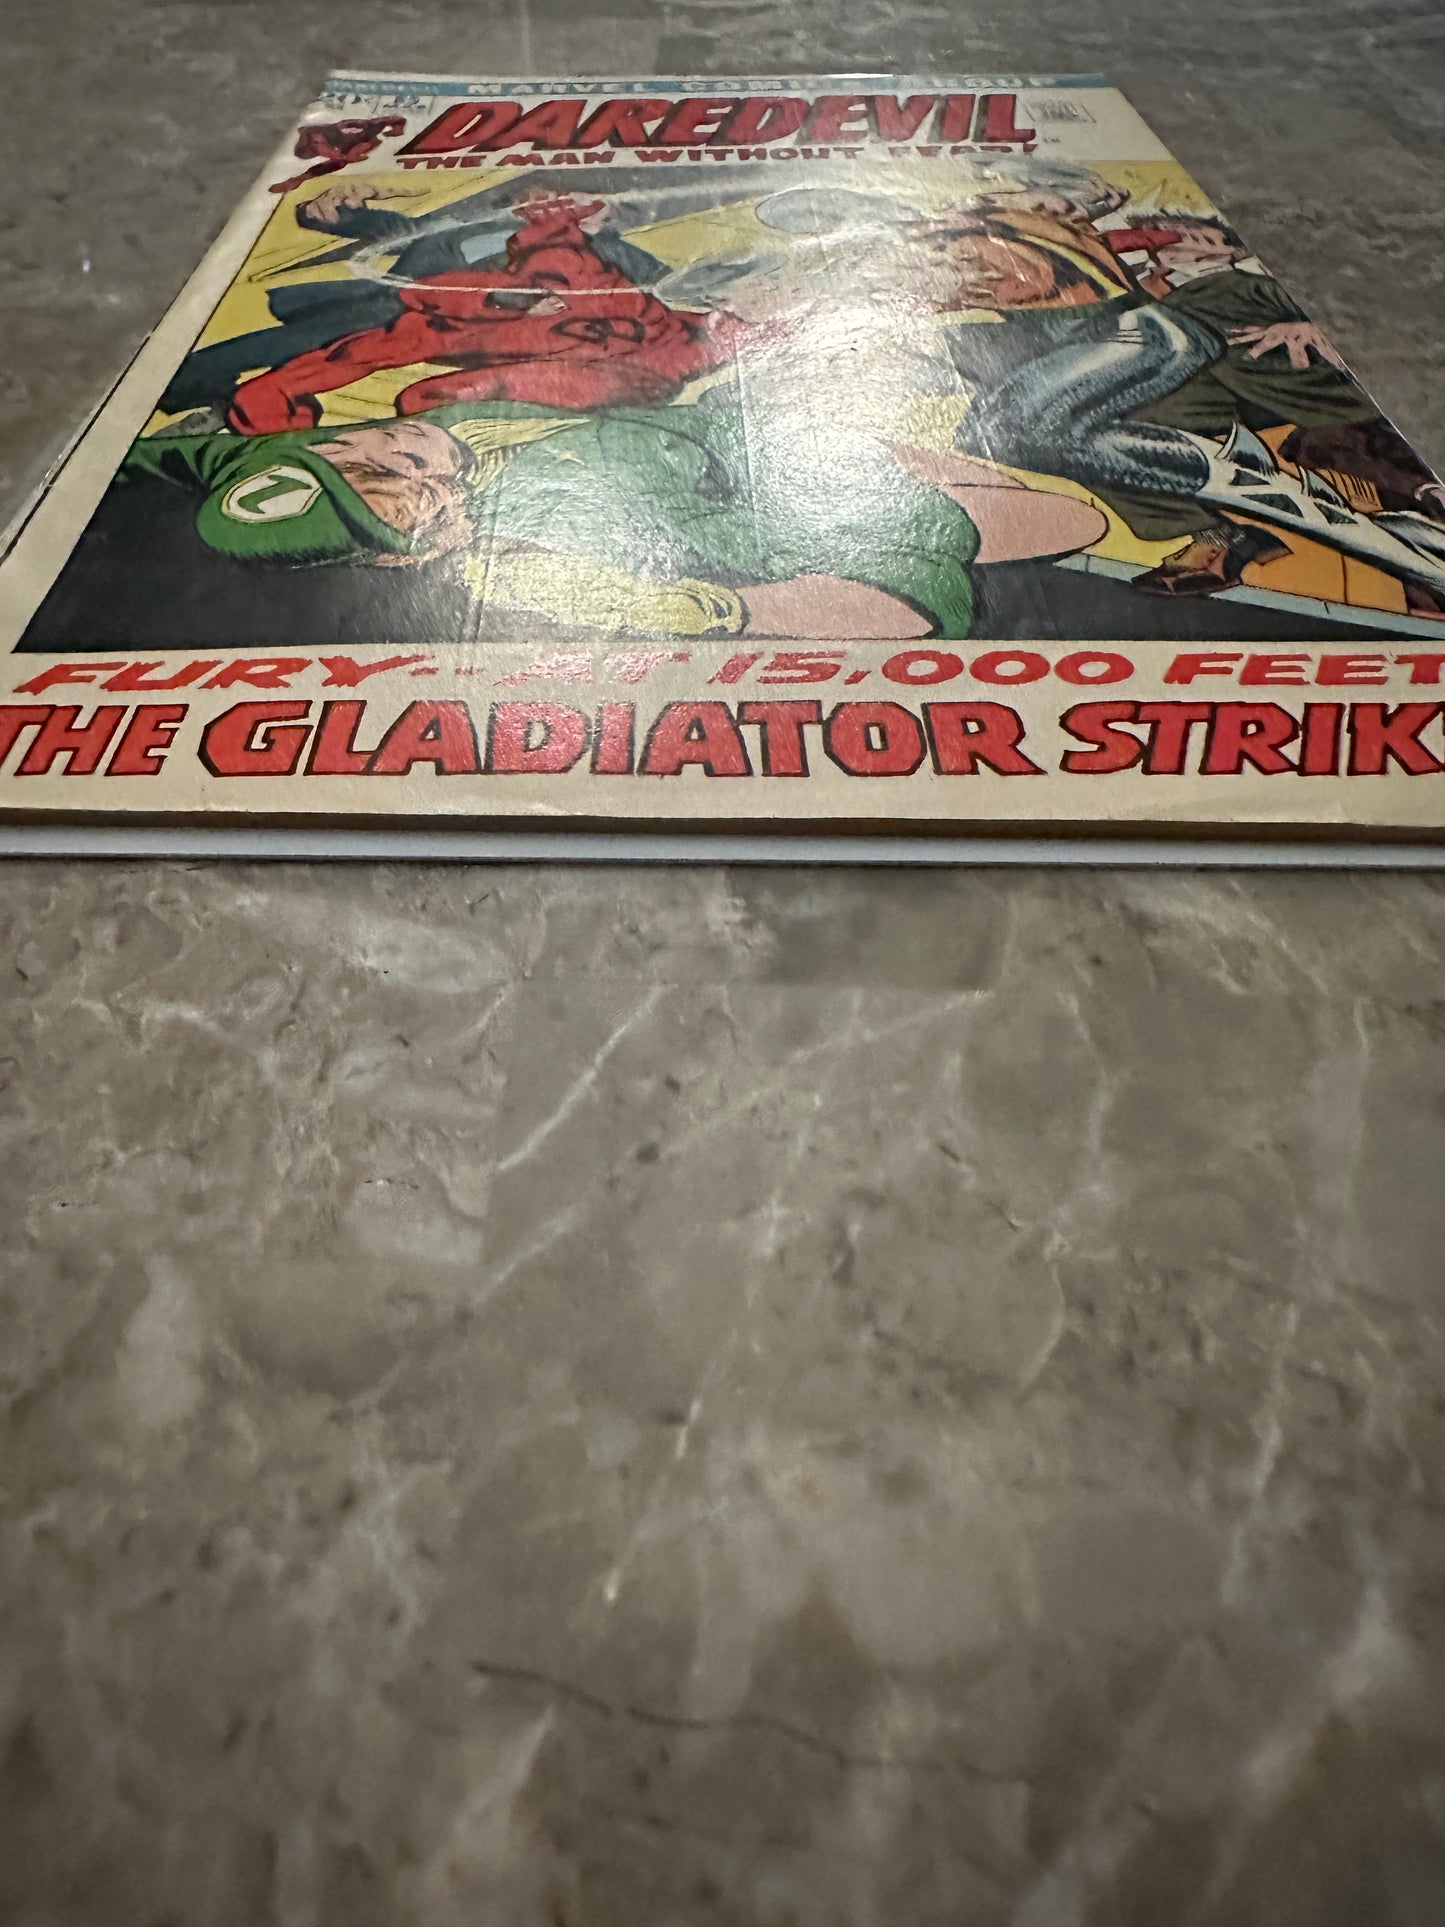 MARVEL COMICS GROUP
DAREDEVIL
THE MAN WITHOUT FEAR!
FURY--AT 15,000 FEET
THE GLADIATOR STRIK